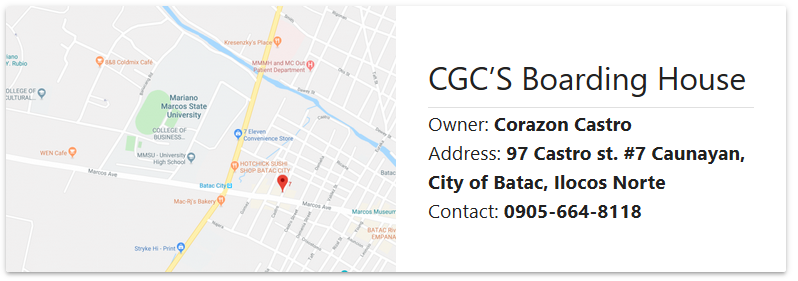 Kresenzky's Place
Mariano
Y. Rubio
888 Coldmix Cafe
MMMH and MC Out
Patient Department
COLLEGE OF
CULTURAL...
Mariano
Marcos State
University
COLLEGE OF
BUSINESS...
7 Eleven
Convenience Store
WEN Cafe
MMSU - University
High School
HOTCHICK SUSHI
SHOP BATAC CITY
Marcos Ave
Batac City
Mac-Rj's Bakery
Marcos Ave
Marcos Museum
BATAC Riv
EMPANA
Stryke Hi - Print
CGC'S Boarding House
Owner: Corazon Castro
Address: 97 Castro st. #7 Caunayan,
City of Batac, Ilocos Norte
Contact: 0905-664-8118